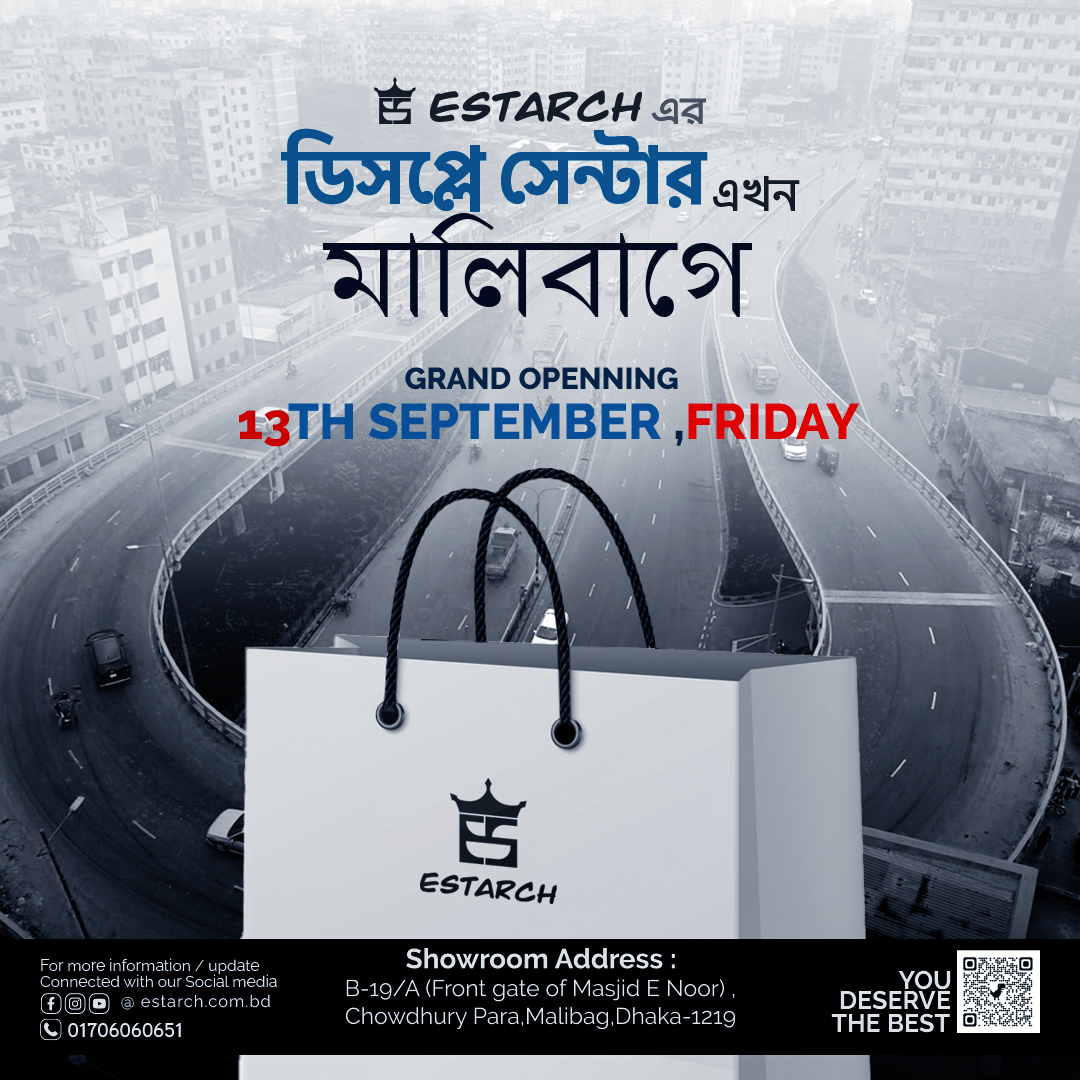 ESTARCH এর
ডিসপ্লে সেন্টার এখন
মালিবাগে
GRAND OPENNING
13TH SEPTEMBER ,FRIDAY
ES
ESTARCH
For more information / update
Connected with our Social media
@ estarch.com.bd
01706060651
Showroom Address :
B-19/A (Front gate of Masjid E Noor) ,
Chowdhury Para,Malibag,Dhaka-1219
YOU
DESERVE
THE BEST